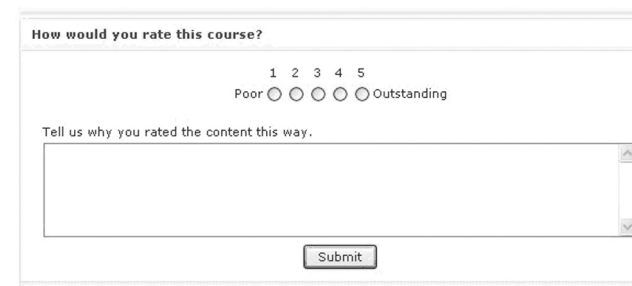 How would you rate this course?
1 2 3 4 5
Poor Outstanding
Tell us why you rated the content this way.
Submit